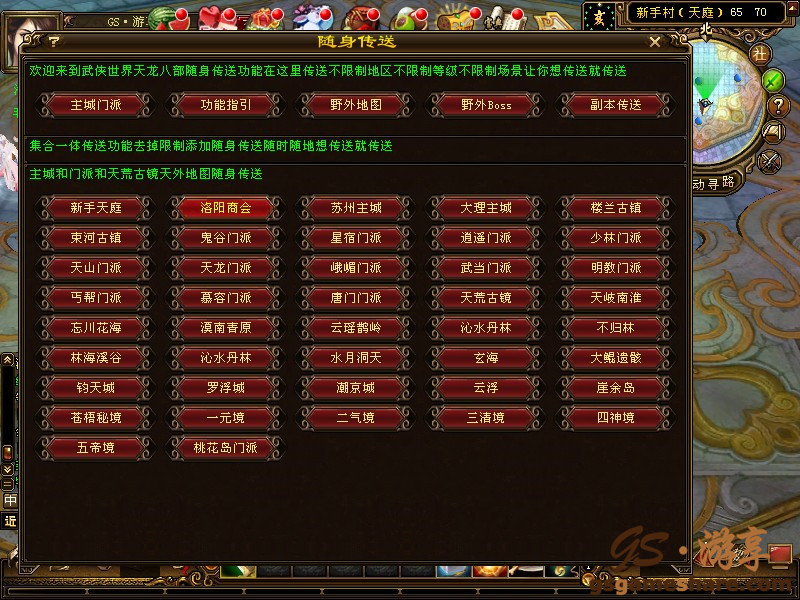 GS·游
新手村(天庭) 65 70
亥
北
?
随身传送
社
欢迎来到武侠世界天龙八部随身传送功能在这里传送不限制地区不限制等级不限制场景让你想传送就传送
主城门派 功能指引 野外地图 野外Boss 副本传送
?
集合一体传送功能去掉限制添加随身传送随时随地想传送就传送
主城和门派和天荒古镜天外地图随身传送
动寻路
新手天庭 洛阳商会 苏州主城 大理主城 楼兰古镇
束河古镇 鬼谷门派 星宿门派 逍遥门派 少林门派
天山门派 天龙门派 峨嵋门派 武当门派 明教门派
丐帮门派 慕容门派 唐门门派 天荒古镜 天岐南淮
忘川花海 漠南青原 云瑶鹊岭 沁水丹林 不归林
林海溪谷 沁水丹林 水月洞天 玄海 大鲲遗骸
钧天城 罗浮城 潮京城 云浮 崖余岛
苍梧秘境 一元境 二气境 三渚境 四神境
五帝境 桃花岛门派
近
GS·游享